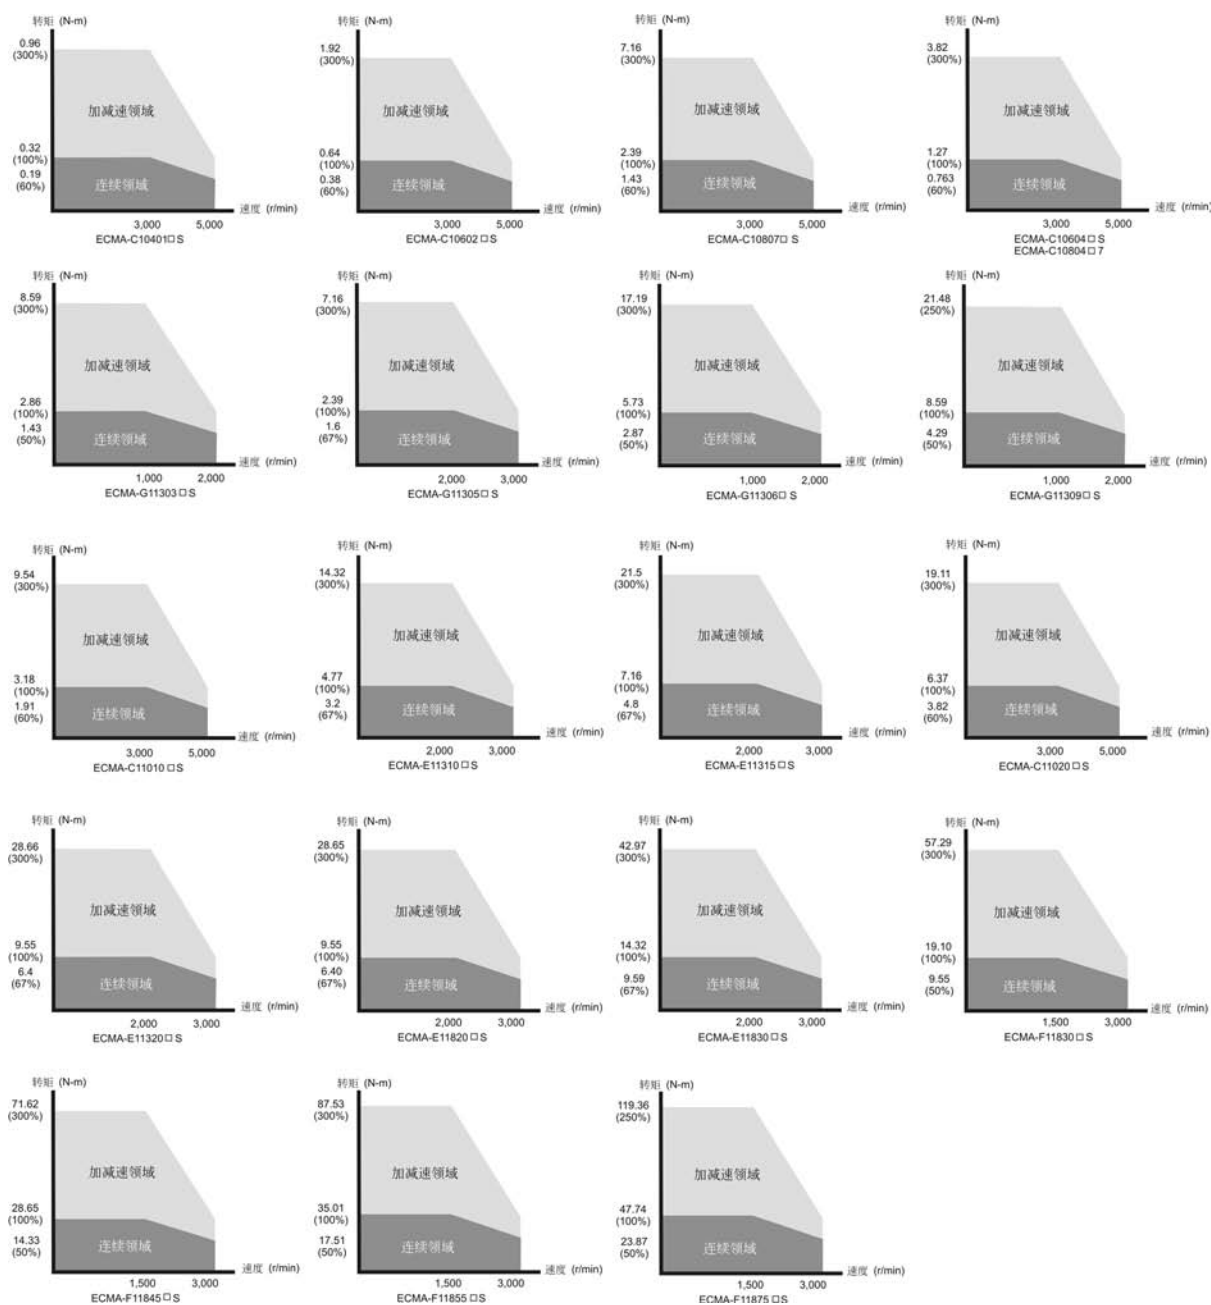 转矩 (N-m)
0.96
(300%)
加减速领域
0.32
(100%)
0.19
(60%)
连续领域
速度 (r/min)
3,000 5,000
ECMA-C10401□S
转矩 (N-m)
1.92
(300%)
加减速领域
0.64
(100%)
0.38
(60%)
连续领域
速度 (r/min)
3,000 5,000
ECMA-C10602□S
转矩 (N-m)
7.16
(300%)
加减速领域
2.39
(100%)
1.43
(60%)
连续领域
速度 (r/min)
3,000 5,000
ECMA-C10807□S
转矩 (N-m)
3.82
(300%)
加减速领域
1.27
(100%)
0.763
(60%)
连续领域
速度 (r/min)
3,000 5,000
ECMA-C10604□S
ECMA-C10804□7
转矩 (N-m)
8.59
(300%)
加减速领域
2.86
(100%)
1.43
(50%)
连续领域
速度 (r/min)
1,000 2,000
ECMA-G11303□S
转矩 (N-m)
7.16
(300%)
加减速领域
2.39
(100%)
1.6
(67%)
连续领域
速度 (r/min)
2,000 3,000
ECMA-G11305□S
转矩 (N-m)
17.19
(300%)
加减速领域
5.73
(100%)
2.87
(50%)
连续领域
速度 (r/min)
1,000 2,000
ECMA-G11306□S
转矩 (N-m)
21.48
(250%)
加减速领域
8.59
(100%)
4.29
(50%)
连续领域
速度 (r/min)
1,000 2,000
ECMA-G11309□S
转矩 (N-m)
9.54
(300%)
加减速领域
3.18
(100%)
1.91
(60%)
连续领域
速度 (r/min)
3,000 5,000
ECMA-C11010□S
转矩 (N-m)
14.32
(300%)
加减速领域
4.77
(100%)
3.2
(67%)
连续领域
速度 (r/min)
2,000 3,000
ECMA-E11310□S
转矩 (N-m)
21.5
(300%)
加减速领域
7.16
(100%)
4.8
(67%)
连续领域
速度 (r/min)
2,000 3,000
ECMA-E11315□S
转矩 (N-m)
19.11
(300%)
加减速领域
6.37
(100%)
3.82
(60%)
连续领域
速度 (r/min)
3,000 5,000
ECMA-C11020□S
转矩 (N-m)
28.66
(300%)
加减速领域
9.55
(100%)
6.4
(67%)
连续领域
速度 (r/min)
2,000 3,000
ECMA-E11320□S
转矩 (N-m)
28.65
(300%)
加减速领域
9.55
(100%)
6.40
(67%)
连续领域
速度 (r/min)
2,000 3,000
ECMA-E11820□S
转矩 (N-m)
42.97
(300%)
加减速领域
14.32
(100%)
9.59
(67%)
连续领域
速度 (r/min)
2,000 3,000
ECMA-E11830□S
转矩 (N-m)
57.29
(300%)
加减速领域
19.10
(100%)
9.55
(50%)
连续领域
速度 (r/min)
1,500 3,000
ECMA-F11830□S
转矩 (N-m)
71.62
(300%)
加减速领域
28.65
(100%)
14.33
(50%)
连续领域
速度 (r/min)
1,500 3,000
ECMA-F11845□S
转矩 (N-m)
87.53
(300%)
加减速领域
35.01
(100%)
17.51
(50%)
连续领域
速度 (r/min)
1,500 3,000
ECMA-F11855□S
转矩 (N-m)
119.36
(250%)
加减速领域
47.74
(100%)
23.87
(50%)
连续领域
速度 (r/min)
1,500 3,000
ECMA-F11875□S